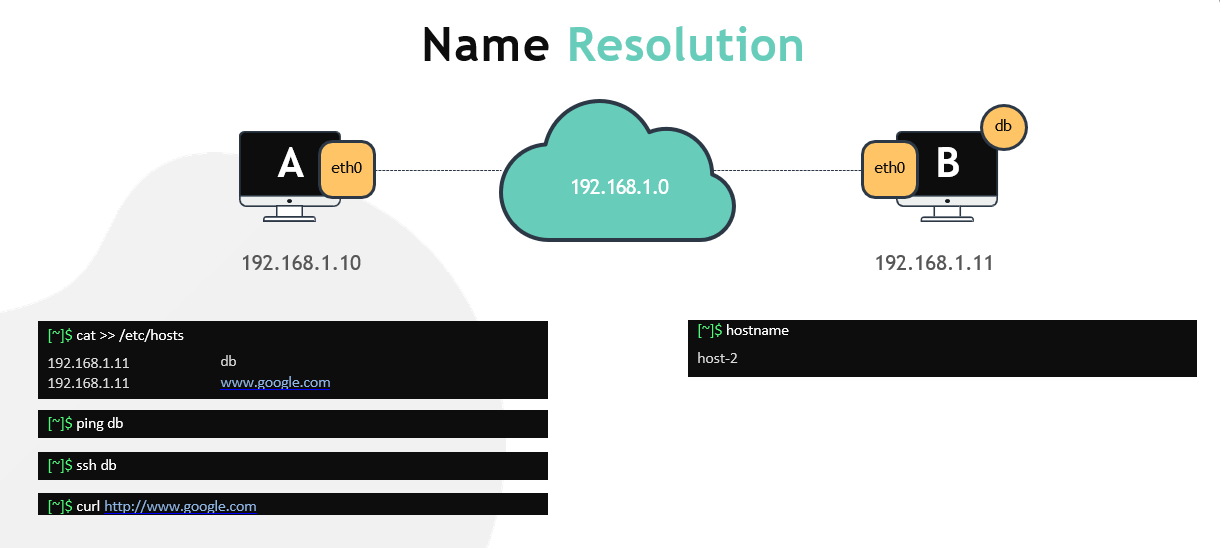 Name Resolution
A
eth0
192.168.1.0
eth0
B
db
192.168.1.10
192.168.1.11
[~]$ cat >> /etc/hosts
192.168.1.11 db
192.168.1.11 www.google.com
[~]$ ping db
[~]$ ssh db
[~]$ curl http://www.google.com
[~]$ hostname
host-2